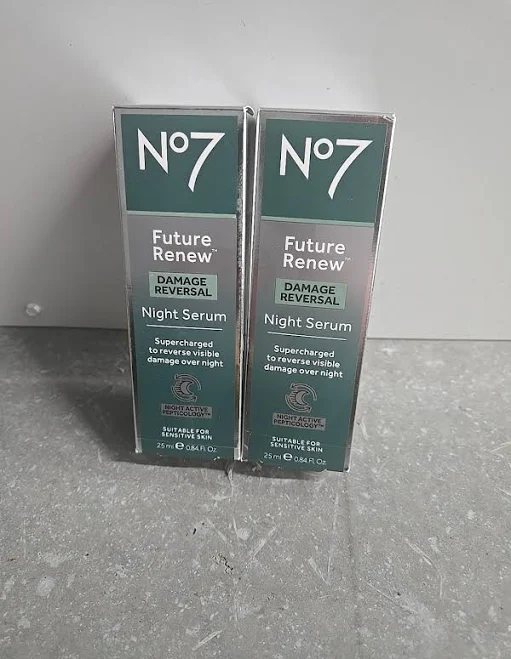 Nº7
Future
Renew™
DAMAGE
REVERSAL
Night Serum
Supercharged
to reverse visible
damage over night
NIGHT ACTIVE
PEPTICOLOGY™
SUITABLE FOR
SENSITIVE SKIN
25 ml ℮ 0.84 Fl. Oz.
Nº7
Future
Renew™
DAMAGE
REVERSAL
Night Serum
Supercharged
to reverse visible
damage over night
NIGHT ACTIVE
PEPTICOLOGY™
SUITABLE FOR
SENSITIVE SKIN
25 ml ℮ 0.84 Fl. Oz.